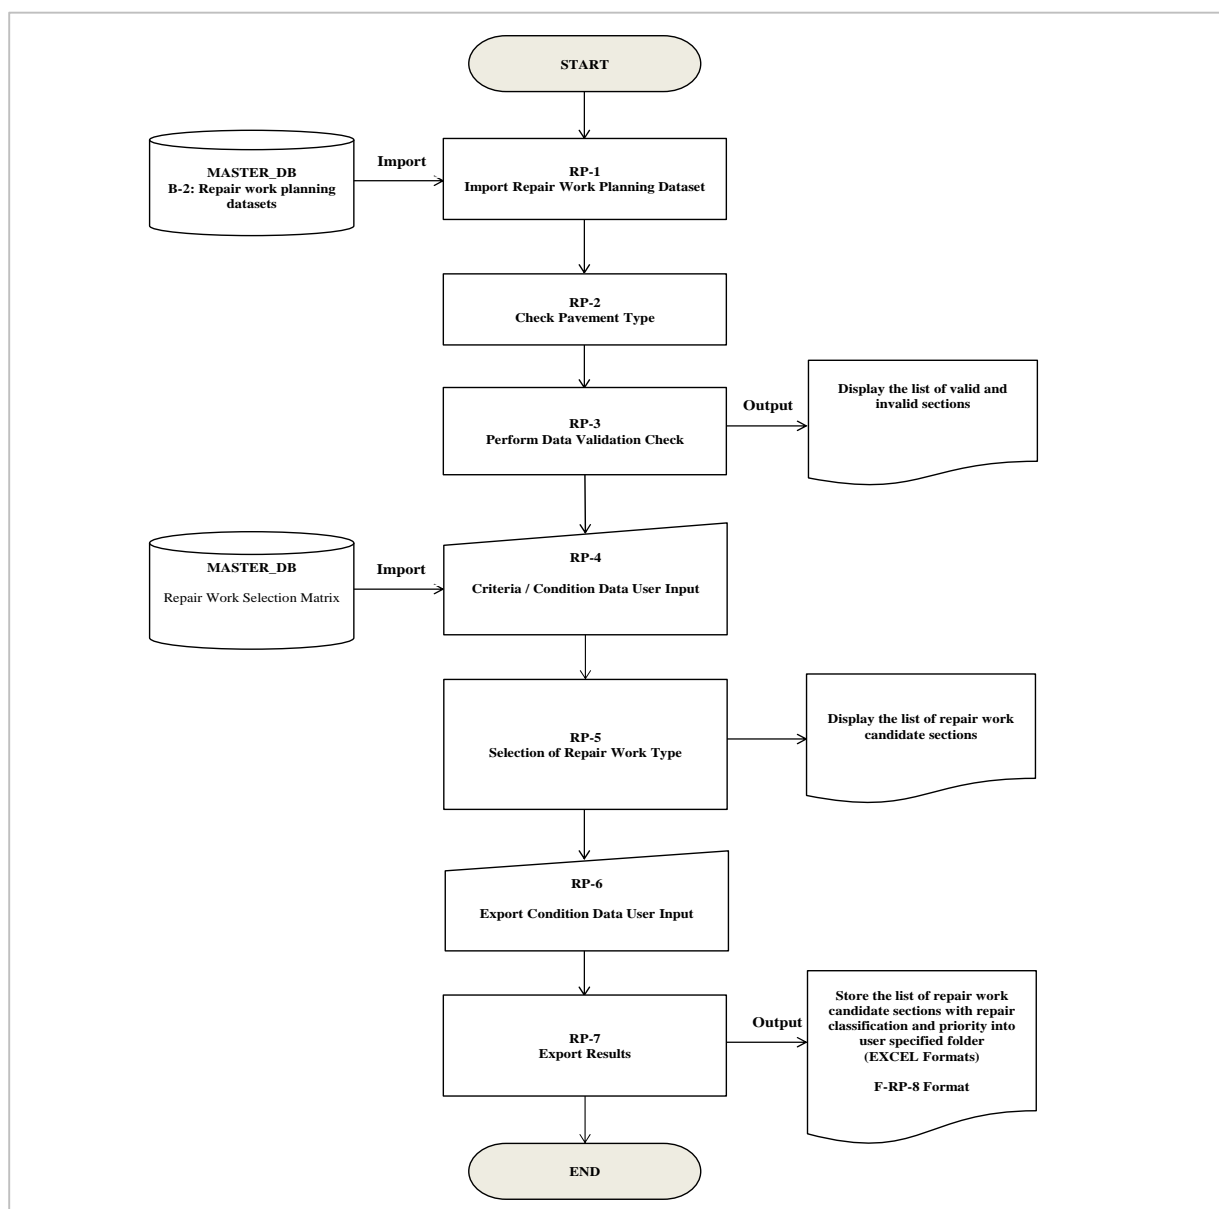 START
MASTER_DB
B-2: Repair work planning
datasets
Import
RP-1
Import Repair Work Planning Dataset
RP-2
Check Pavement Type
RP-3
Perform Data Validation Check
Output
Display the list of valid and
invalid sections
MASTER_DB
Repair Work Selection Matrix
Import
RP-4
Criteria / Condition Data User Input
RP-5
Selection of Repair Work Type
Display the list of repair work
candidate sections
RP-6
Export Condition Data User Input
RP-7
Export Results
Output
Store the list of repair work
candidate sections with repair
classification and priority into
user specified folder
(EXCEL Formats)
F-RP-8 Format
END